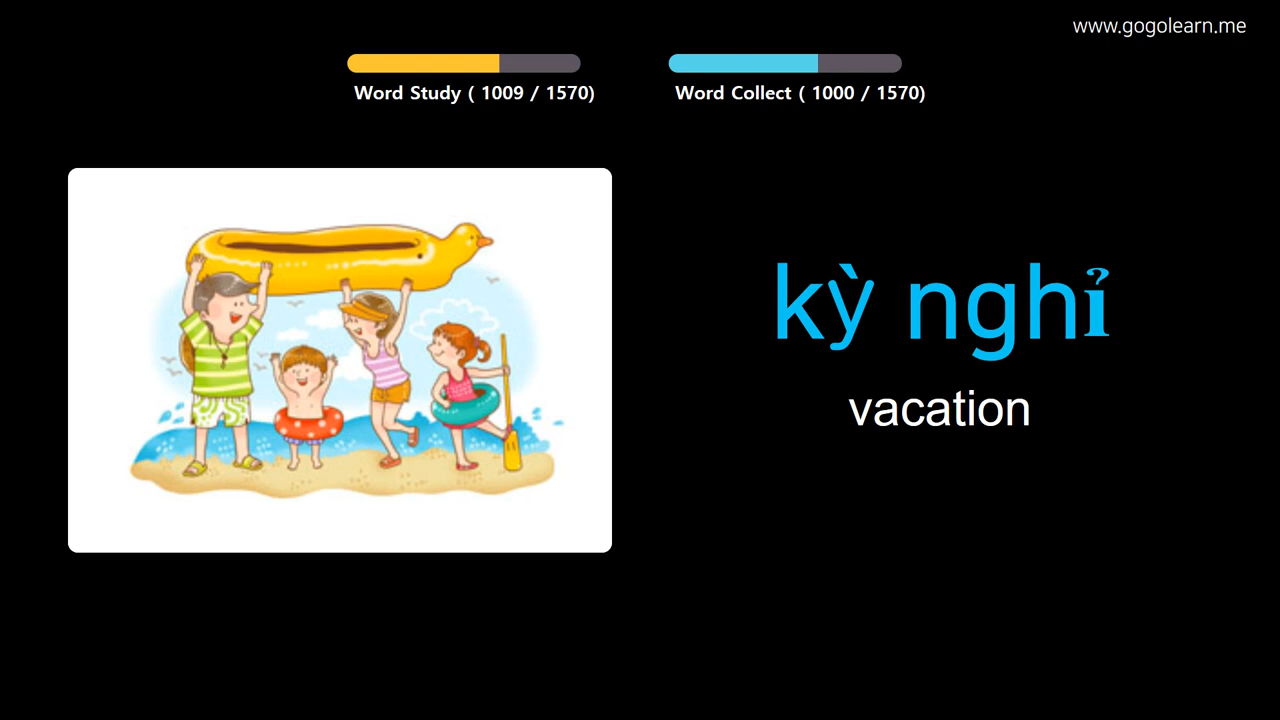 www.gogolearn.me
Word Study ( 1009 / 1570)
Word Collect ( 1000 / 1570)
kỳ nghỉ
vacation